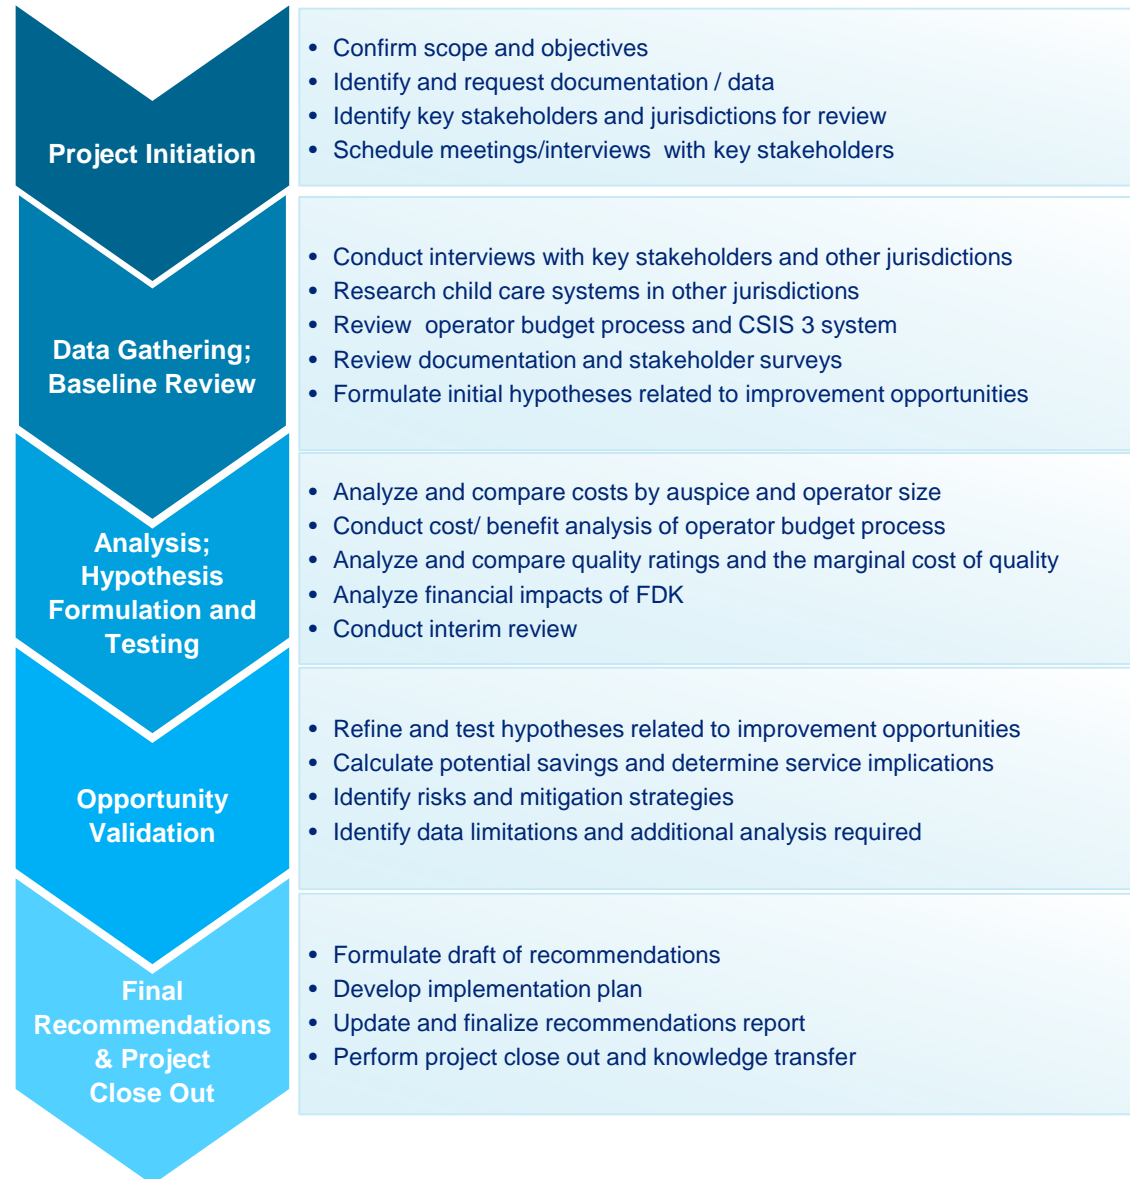 Project Initiation
• Confirm scope and objectives
• Identify and request documentation / data
• Identify key stakeholders and jurisdictions for review
• Schedule meetings/interviews  with key stakeholders
Data Gathering;
Baseline Review
• Conduct interviews with key stakeholders and other jurisdictions
• Research child care systems in other jurisdictions
• Review  operator budget process and CSIS 3 system
• Review documentation and stakeholder surveys
• Formulate initial hypotheses related to improvement opportunities
Analysis;
Hypothesis
Formulation and
Testing
• Analyze and compare costs by auspice and operator size
• Conduct cost/ benefit analysis of operator budget process
• Analyze and compare quality ratings and the marginal cost of quality
• Analyze financial impacts of FDK
• Conduct interim review
Opportunity
Validation
• Refine and test hypotheses related to improvement opportunities
• Calculate potential savings and determine service implications
• Identify risks and mitigation strategies
• Identify data limitations and additional analysis required
Final
Recommendations
& Project
Close Out
• Formulate draft of recommendations
• Develop implementation plan
• Update and finalize recommendations report
• Perform project close out and knowledge transfer